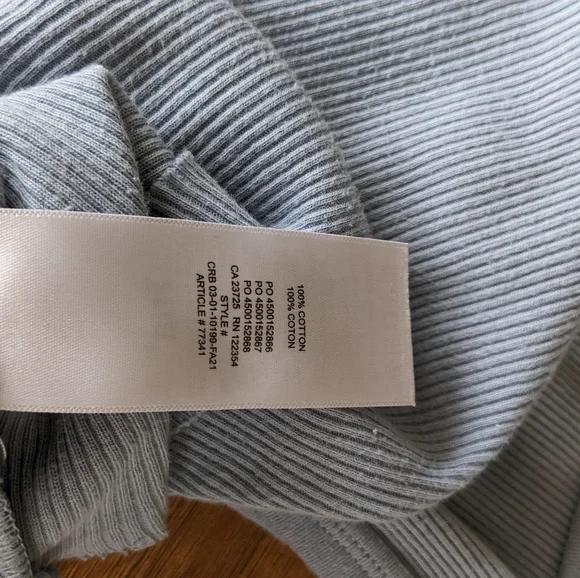 100% COTTON
100% COTON
PO 4500152866
PO 4500152867
PO 4500152868
CA 23725 RN 122354
STYLE #
CRB 03-01-10199-FA21
ARTICLE # 77341